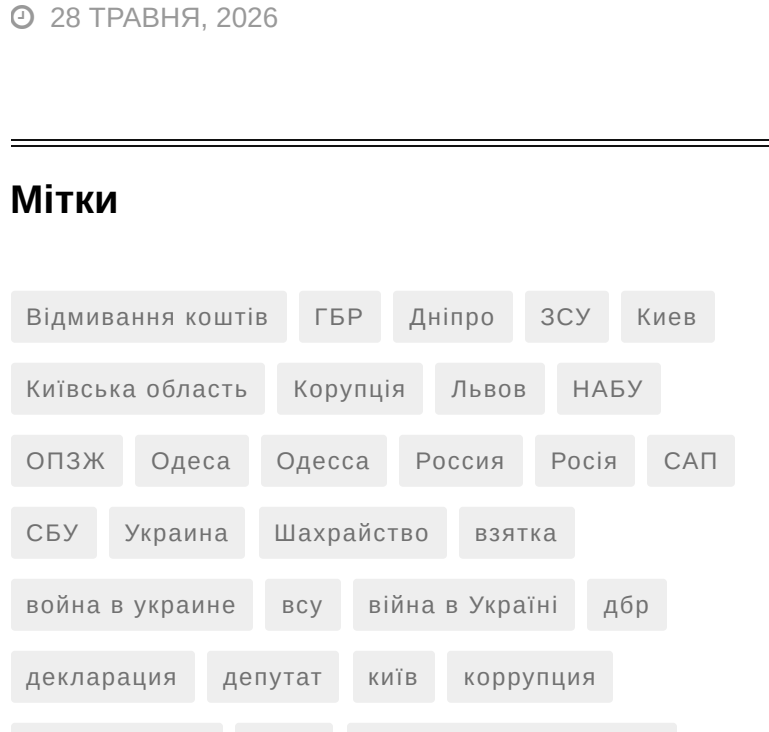 28 ТРАВНЯ, 2026
Мітки
Відмивання коштів ГБР Дніпро ЗСУ Киев
Київська область Корупція Львов НАБУ
ОПЗЖ Одеса Одесса Россия Росія САП
СБУ Украина Шахрайство взятка
война в украине всу війна в Україні дбр
декларация депутат київ коррупция